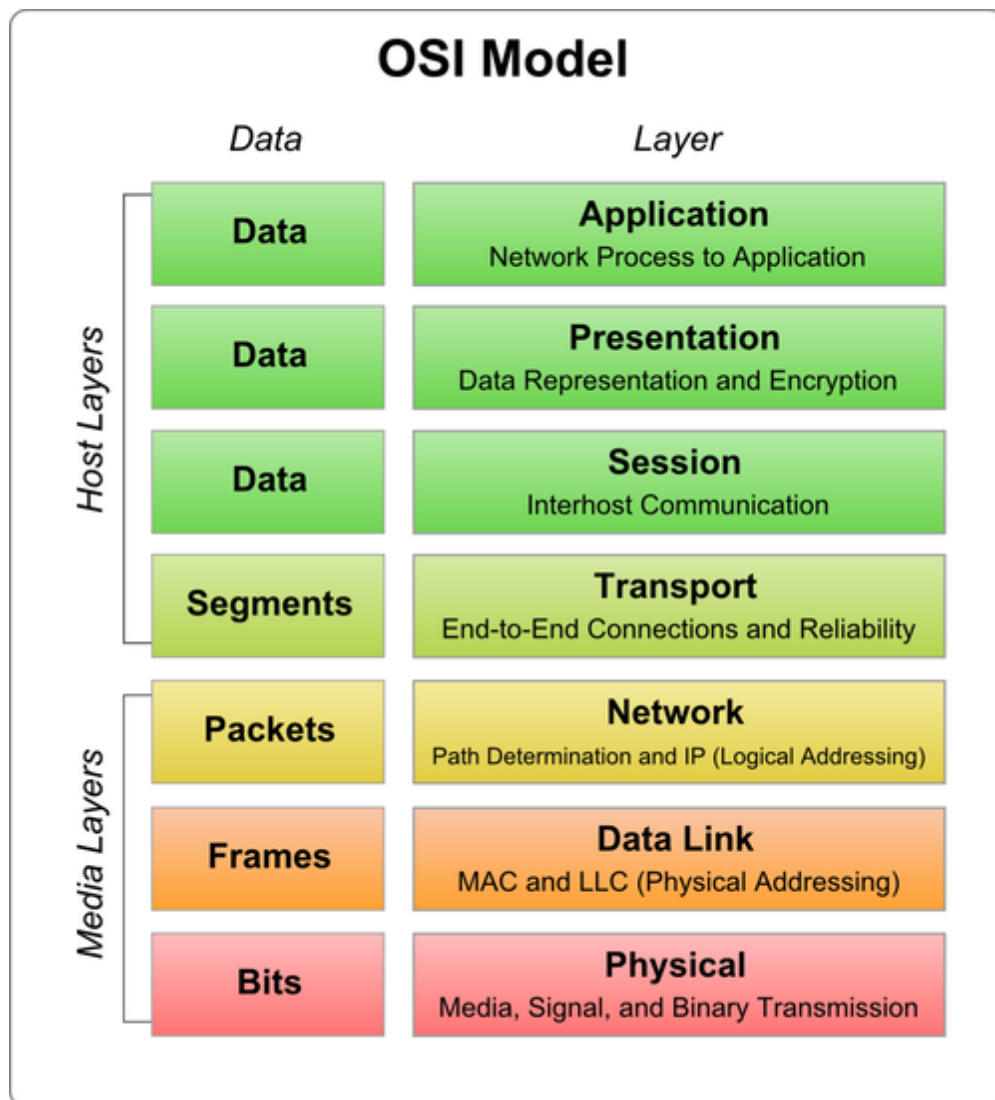 OSI Model
Data
Layer
Host Layers
Data
Application
Network Process to Application
Data
Presentation
Data Representation and Encryption
Data
Session
Interhost Communication
Segments
Transport
End-to-End Connections and Reliability
Media Layers
Packets
Network
Path Determination and IP (Logical Addressing)
Frames
Data Link
MAC and LLC (Physical Addressing)
Bits
Physical
Media, Signal, and Binary Transmission